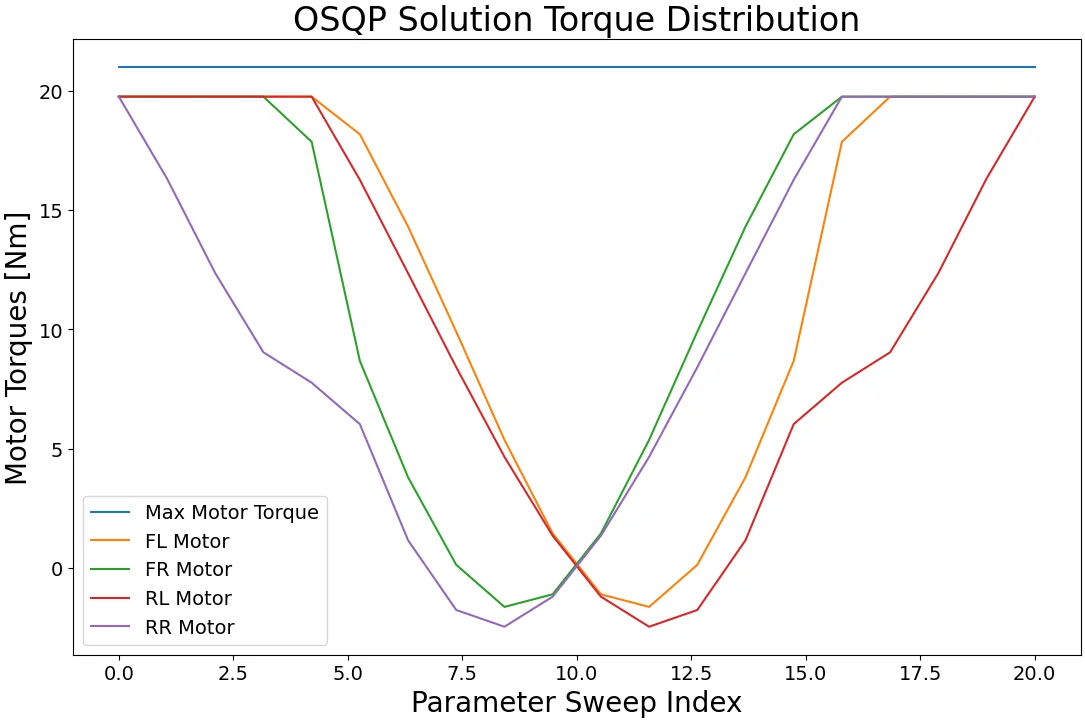 OSQP Solution Torque Distribution
Motor Torques [Nm]
20
15
10
5
0
Max Motor Torque
FL Motor
FR Motor
RL Motor
RR Motor
0.0 2.5 5.0 7.5 10.0 12.5 15.0 17.5 20.0
Parameter Sweep Index